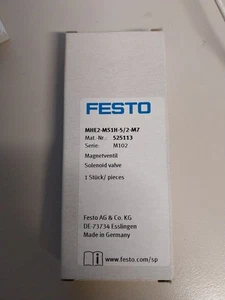 FESTO
MHE2-MS1H-5/2-M7
Mat.-Nr.: 525113
Serie: M102
Magnetventil
Solenoid valve
1 Stück/ pieces
Festo AG & Co. KG
DE-73734 Esslingen
Made in Germany
www.festo.com/sp